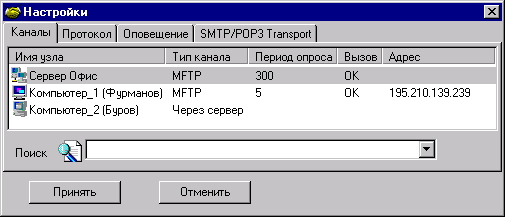 Настройки
Каналы Протокол Оповещение SMTP/POP3 Transport
Имя узла Тип канала Период опроса Вызов Адрес
Сервер Офис MFTP 300 OK
Компьютер_1 (Фурманов) MFTP 5 OK 195.210.139.239
Компьютер_2 (Буров) Через сервер
Поиск
Принять Отменить